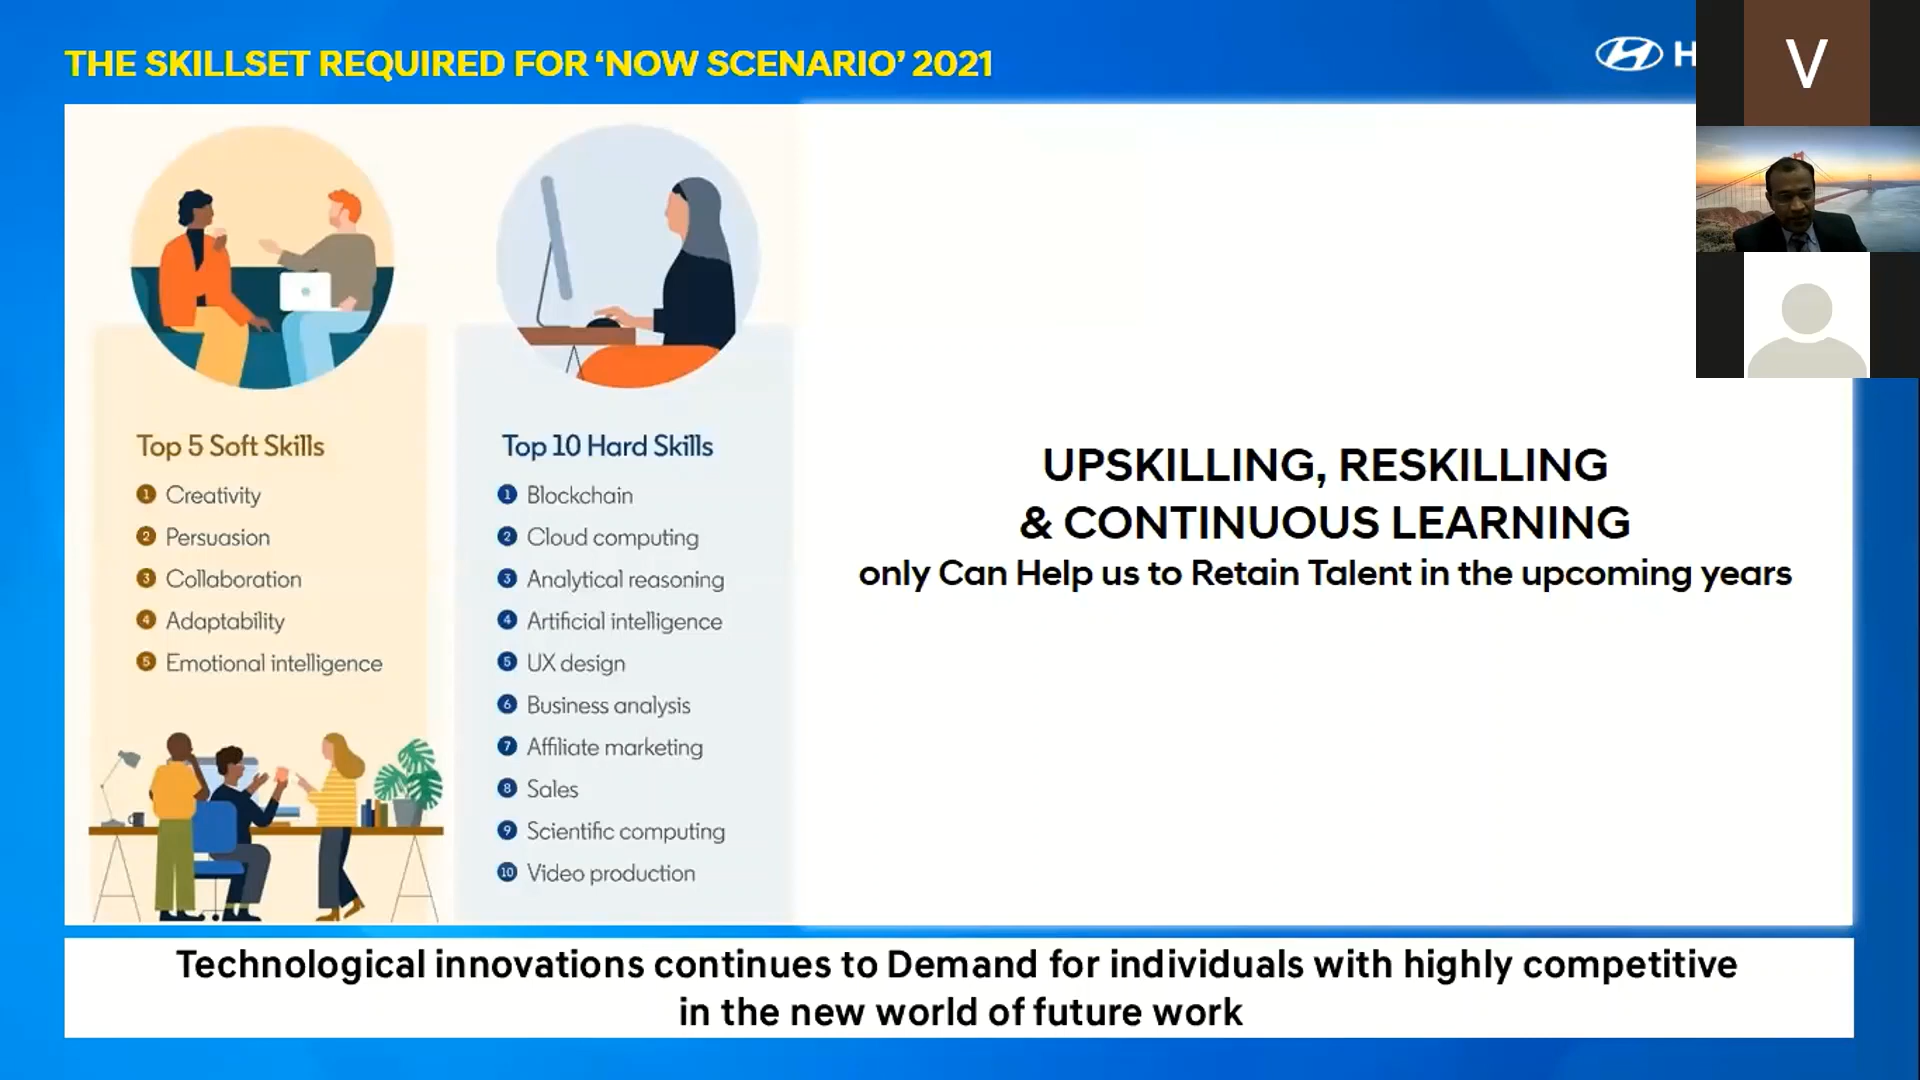 THE SKILLSET REQUIRED FOR ‘NOW SCENARIO’ 2021
H
V
Top 5 Soft Skills
1 Creativity
2 Persuasion
3 Collaboration
4 Adaptability
5 Emotional intelligence
Top 10 Hard Skills
1 Blockchain
2 Cloud computing
3 Analytical reasoning
4 Artificial intelligence
5 UX design
6 Business analysis
7 Affiliate marketing
8 Sales
9 Scientific computing
10 Video production
UPSKILLING, RESKILLING
& CONTINUOUS LEARNING
only Can Help us to Retain Talent in the upcoming years
Technological innovations continues to Demand for individuals with highly competitive
in the new world of future work